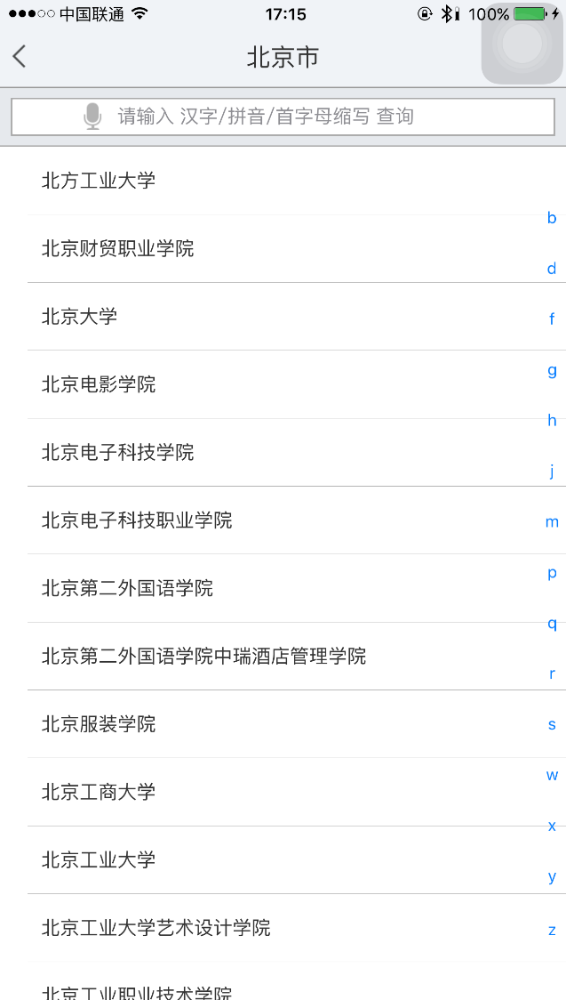 中国联通 17:15 100%
北京市
请输入 汉字/拼音/首字母缩写 查询
北方工业大学
b
北京财贸职业学院
d
北京大学
f
g
北京电影学院
h
北京电子科技学院
j
北京电子科技职业学院
m
p
北京第二外国语学院
q
北京第二外国语学院中瑞酒店管理学院
r
北京服装学院
s
w
北京工商大学
x
北京工业大学
y
北京工业大学艺术设计学院
z
北京工业职业技术学院